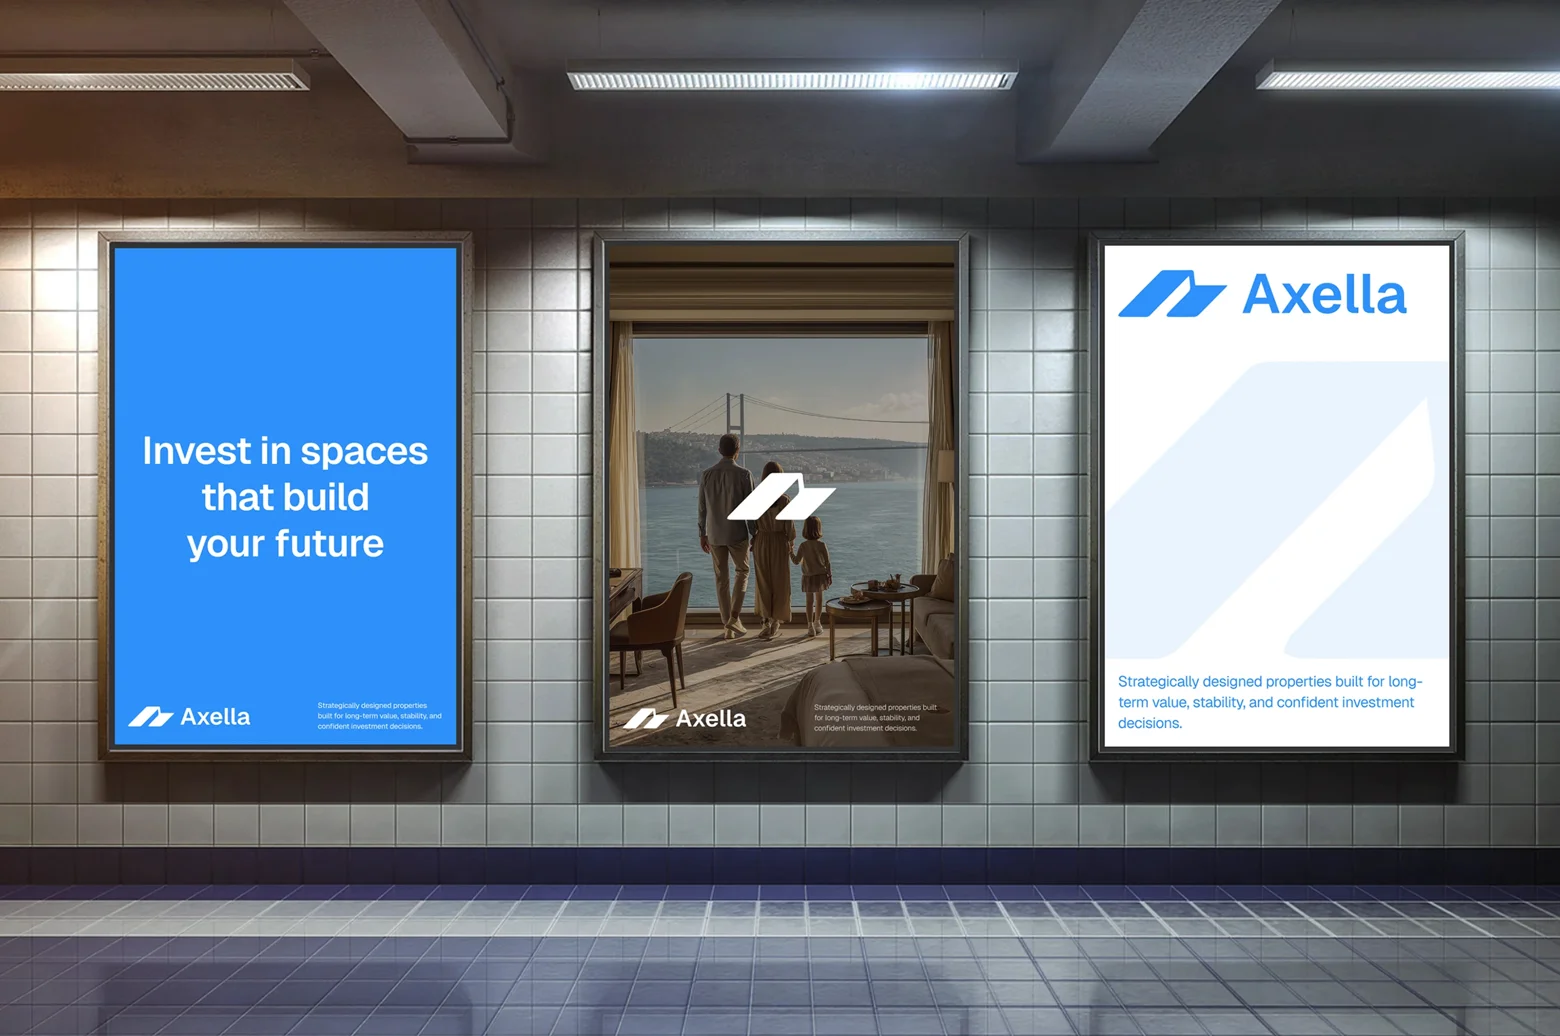 Invest in spaces
that build
your future
Axella
Strategically designed properties
built for long-term value, stability, and
confident investment decisions.
Axella
Strategically designed properties built
for long-term value, stability, and
confident investment decisions.
Axella
Strategically designed properties built for long-
term value, stability, and confident investment
decisions.